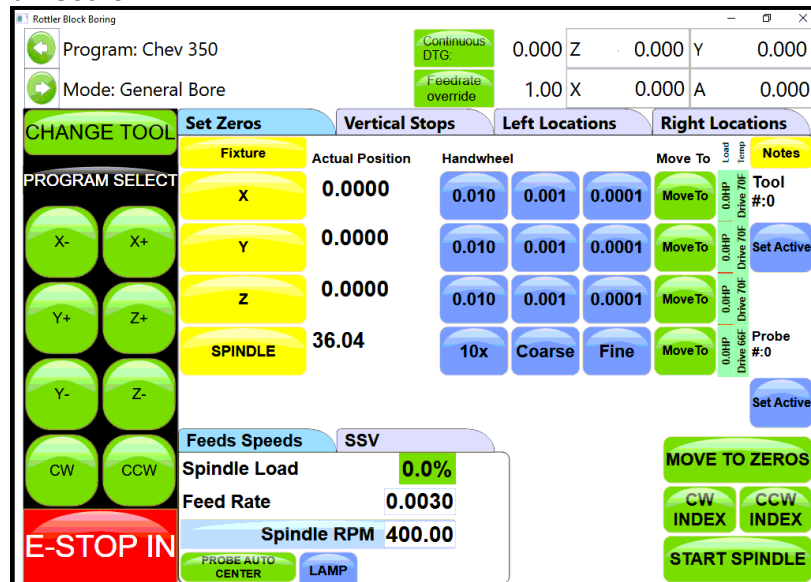 Rottler Block Boring
Program: Chev 350
Continuous DTG: 0.000 Z 0.000 Y 0.000
Mode: General Bore
Feedrate override 1.00 X 0.000 A 0.000
CHANGE TOOL
Set Zeros Vertical Stops Left Locations Right Locations
Fixture Actual Position Handwheel Move To Load Temp Notes
PROGRAM SELECT
X 0.0000 0.010 0.001 0.0001 MoveTo 0.0HP Drive 70F Tool #:0
X- X+
Y 0.0000 0.010 0.001 0.0001 MoveTo 0.0HP Drive 70F Set Active
Z 0.0000 0.010 0.001 0.0001 MoveTo 0.0HP Drive 70F
Y+ Z+
SPINDLE 36.04 10x Coarse Fine MoveTo 0.0HP Drive 66F Probe #:0
Y- Z-
Set Active
Feeds Speeds SSV
Spindle Load 0.0%
MOVE TO ZEROS
CW CCW
Feed Rate 0.0030
CW INDEX CCW INDEX
Spindle RPM 400.00
E-STOP IN
PROBE AUTO CENTER LAMP
START SPINDLE